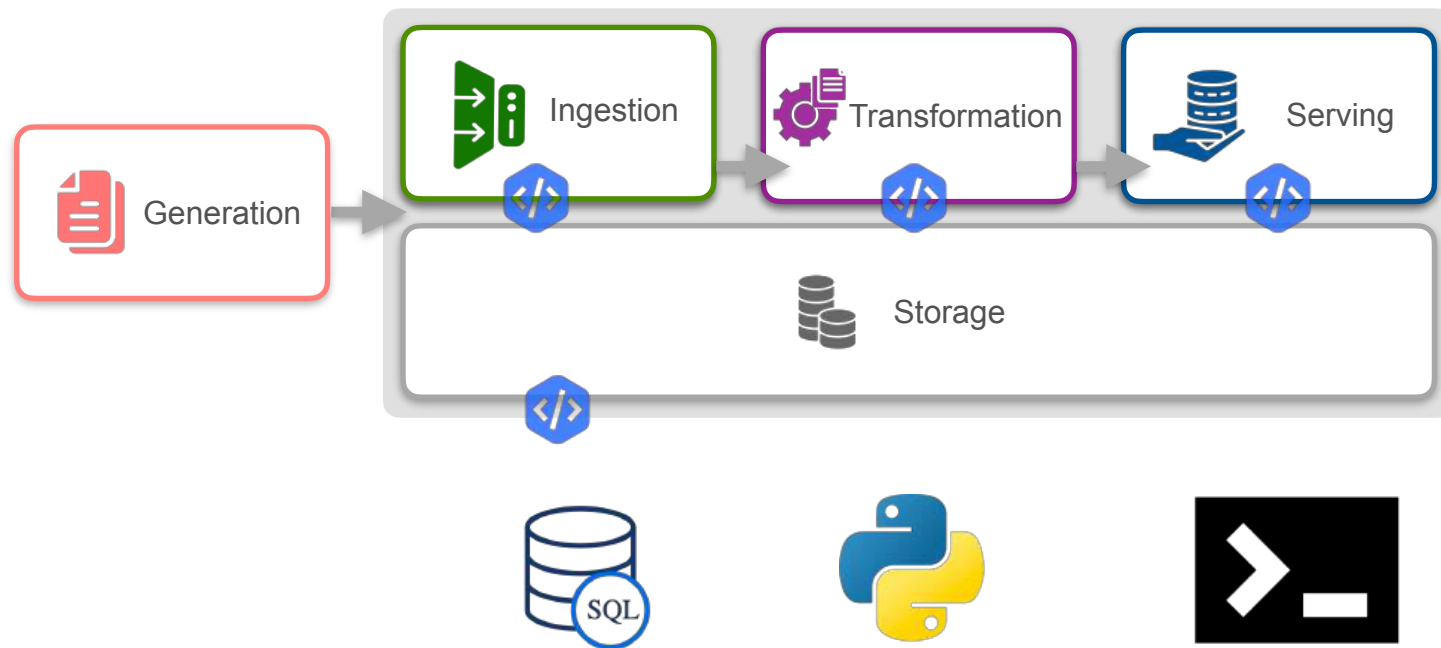 Ingestion
Transformation
Serving
Generation
Storage
SQL